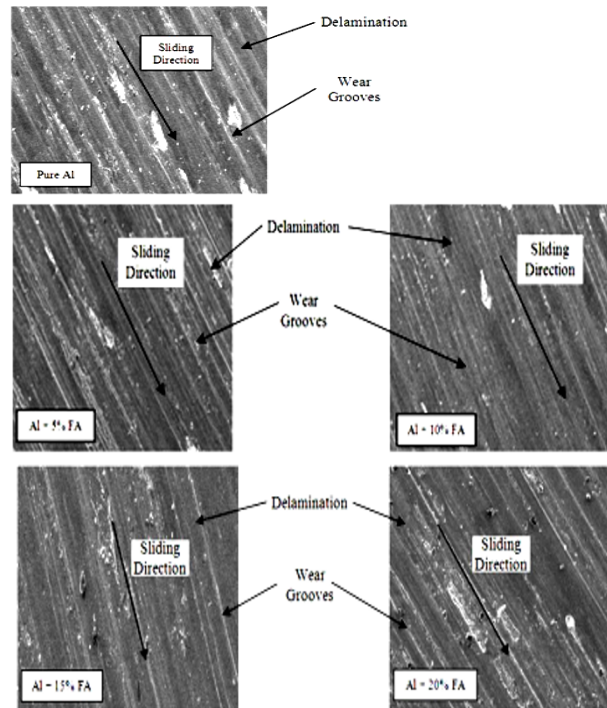 Delamination
Sliding
Direction
Wear
Grooves
Pure Al
Delamination
Sliding
Direction
Sliding
Direction
Wear
Grooves
Al + 5% FA
Al + 10% FA
Delamination
Sliding
Direction
Sliding
Direction
Wear
Grooves
Al + 15% FA
Al + 20% FA